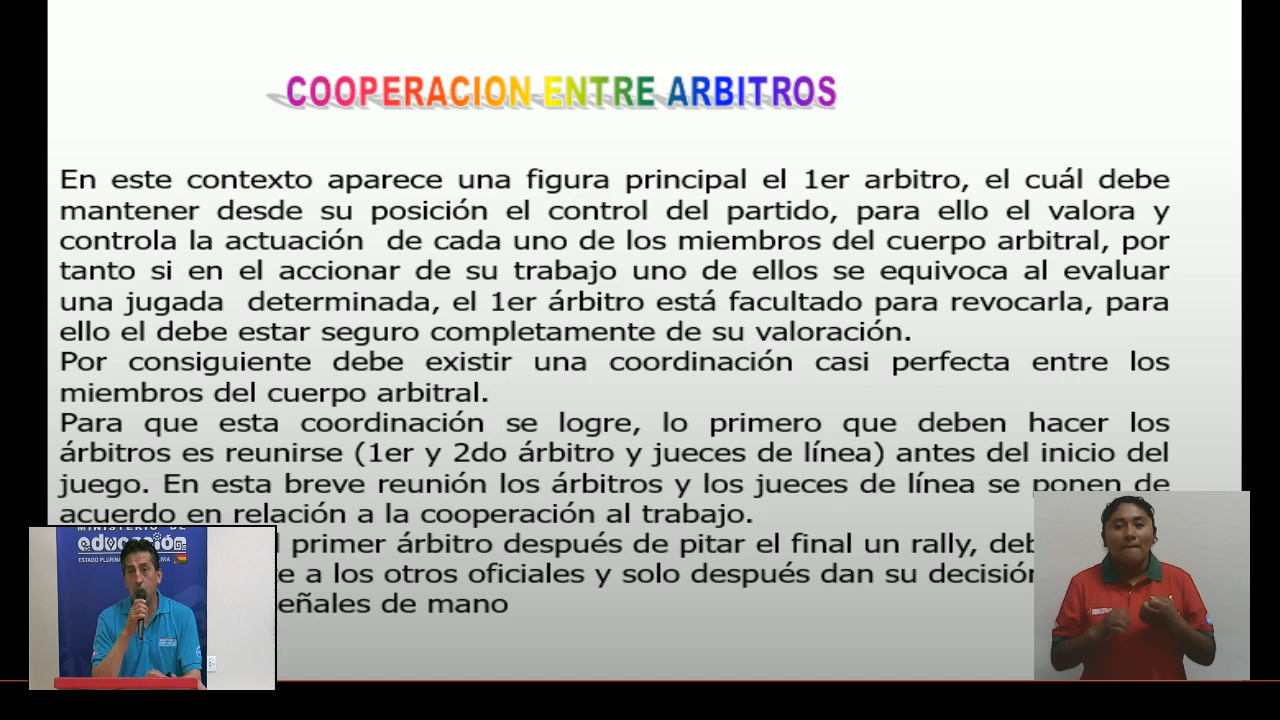 COOPERACION ENTRE ARBITROS
En este contexto aparece una figura principal el 1er arbitro, el cuál debe
mantener desde su posición el control del partido, para ello el valora y
controla la actuación de cada uno de los miembros del cuerpo arbitral, por
tanto si en el accionar de su trabajo uno de ellos se equivoca al evaluar
una jugada determinada, el 1er árbitro está facultado para revocarla, para
ello el debe estar seguro completamente de su valoración.
Por consiguiente debe existir una coordinación casi perfecta entre los
miembros del cuerpo arbitral.
Para que esta coordinación se logre, lo primero que deben hacer los
árbitros es reunirse (1er y 2do árbitro y jueces de línea) antes del inicio del
juego. En esta breve reunión los árbitros y los jueces de línea se ponen de
acuerdo en relación a la cooperación al trabajo.
primer árbitro después de pitar el final un rally,
a los otros oficiales y solo después dan su
de mano
MINISTERIO DE
educación